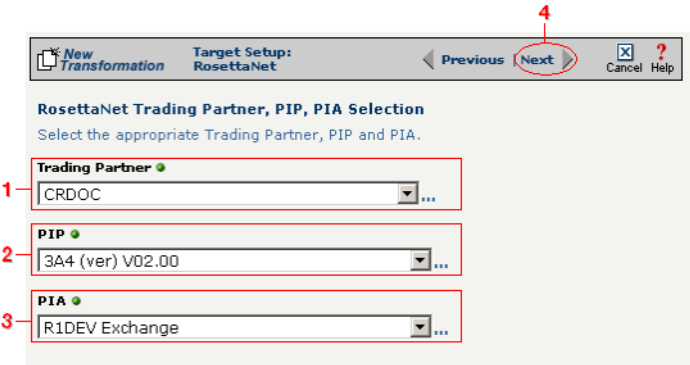 4
New Transformation
Target Setup: RosettaNet
Previous | Next
Cancel
? Help
RosettaNet Trading Partner, PIP, PIA Selection
Select the appropriate Trading Partner, PIP and PIA.
Trading Partner
1
CRDOC
...
PIP
2
3A4 (ver) V02.00
...
PIA
3
R1DEV Exchange
...